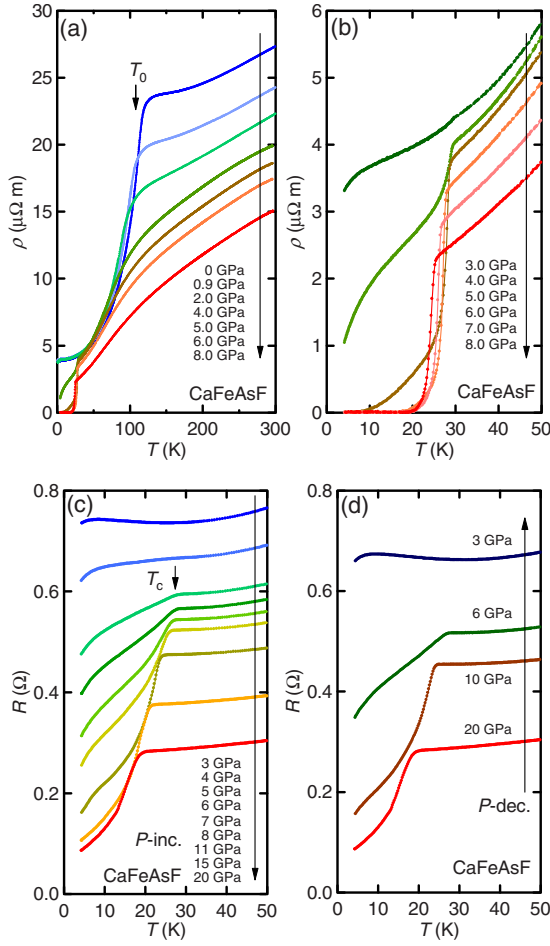 (a)
T0
30
25
20
15
10
5
0
ρ (μΩ m)
0 GPa
0.9 GPa
2.0 GPa
4.0 GPa
5.0 GPa
6.0 GPa
8.0 GPa
CaFeAsF
0 100 200 300
T (K)
(b)
6
5
4
3
2
1
0
ρ (μΩ m)
3.0 GPa
4.0 GPa
5.0 GPa
6.0 GPa
7.0 GPa
8.0 GPa
CaFeAsF
0 10 20 30 40 50
T (K)
(c)
Tc
0.8
0.6
0.4
0.2
0.0
R (Ω)
3 GPa
4 GPa
5 GPa
6 GPa
7 GPa
8 GPa
11 GPa
15 GPa
20 GPa
P-inc.
CaFeAsF
0 10 20 30 40 50
T (K)
(d)
0.8
0.6
0.4
0.2
0.0
R (Ω)
3 GPa
6 GPa
10 GPa
20 GPa
P-dec.
CaFeAsF
0 10 20 30 40 50
T (K)